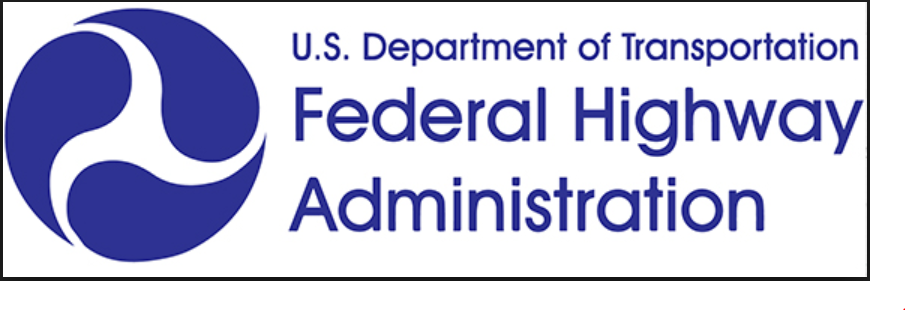 U.S. Department of Transportation
Federal Highway
Administration